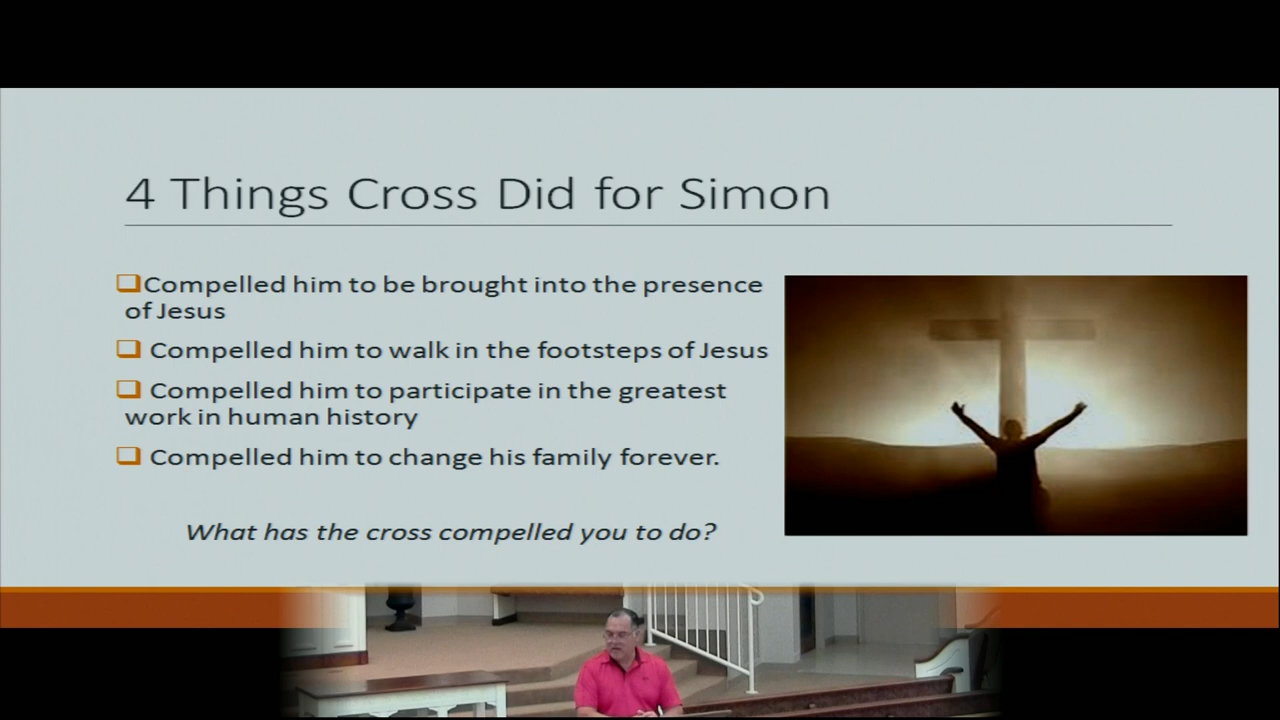 4 Things Cross Did for Simon
Compelled him to be brought into the presence
of Jesus
Compelled him to walk in the footsteps of Jesus
Compelled him to participate in the greatest
work in human history
Compelled him to change his family forever.
What has the cross compelled you to do?